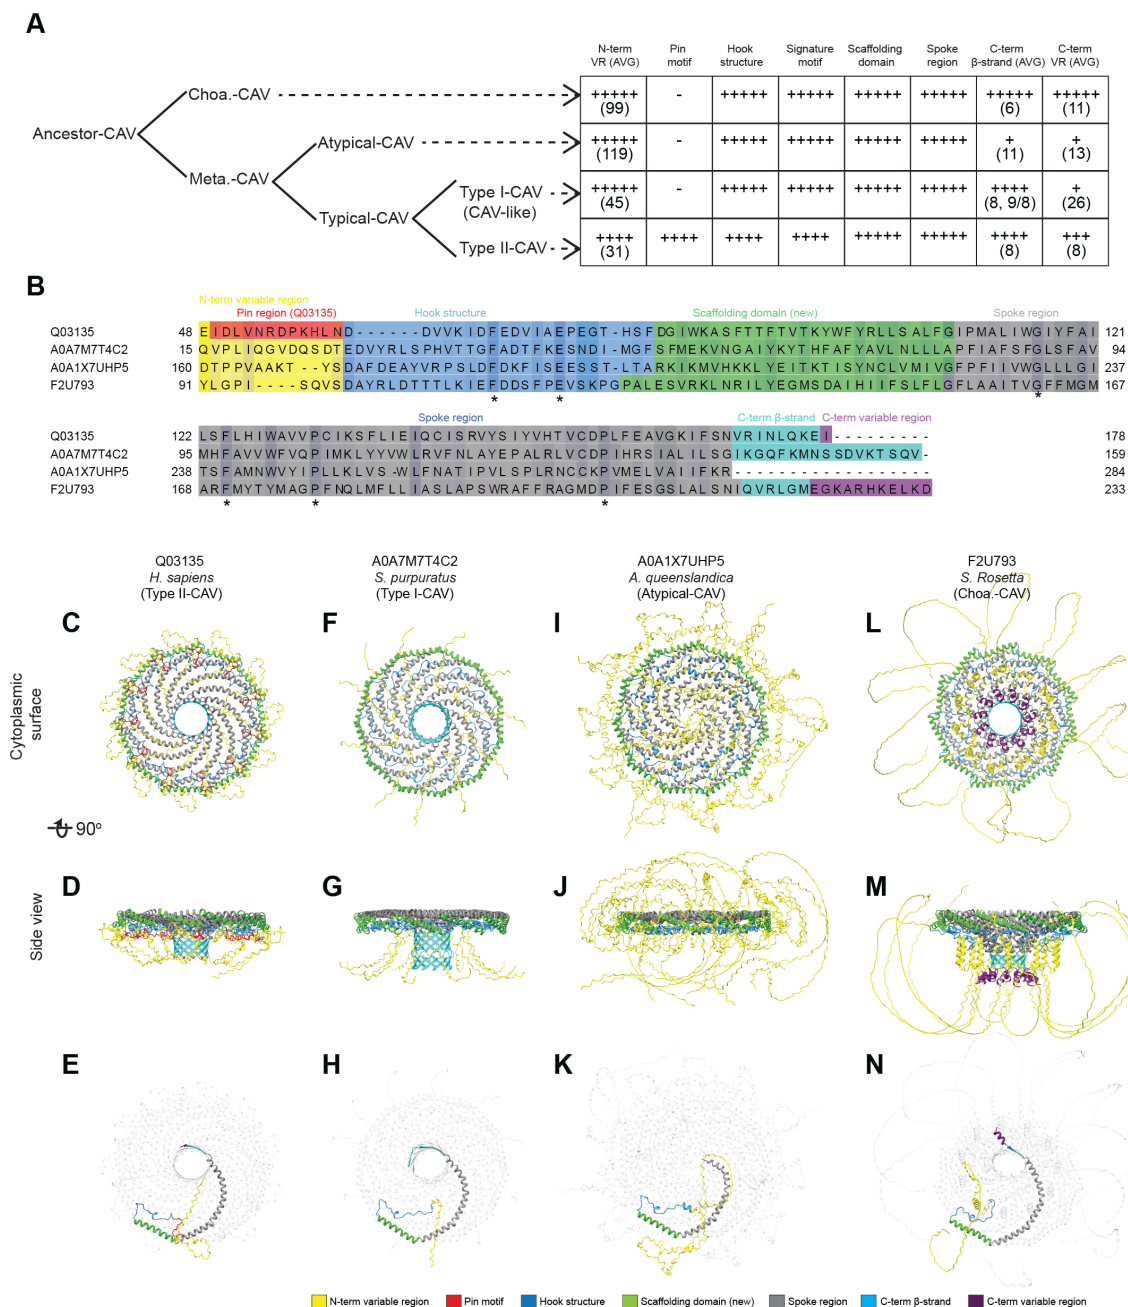 A
N-term VR (AVG)
Pin motif
Hook structure
Signature motif
Scaffolding domain
Spoke region
C-term β-strand (AVG)
C-term VR (AVG)
Choa.-CAV
+++++ (99)
-
+++++
+++++
+++++
+++++
+++++ (6)
+++++ (11)
Ancestor-CAV
Atypical-CAV
+++++ (119)
-
+++++
+++++
+++++
+++++
+ (11)
+ (13)
Meta.-CAV
Typical-CAV
Type I-CAV (CAV-like)
+++++ (45)
-
+++++
+++++
+++++
+++++
++++ (8, 9/8)
+ (26)
Type II-CAV
++++ (31)
++++
++++
++++
+++++
+++++
++++ (8)
+++ (8)
B
N-term variable region
Pin region (Q03135)
Hook structure
Scaffolding domain (new)
Spoke region
Q03135 48 E I D L V N R D P K H L N D - - - - - - D V V K I D F E D V I A E P E G T - H S F D G I W K A S F T T F T V T K Y W F Y R L L S A L F G I P M A L I W G I Y F A I 121
A0A7M7T4C2 15 Q V P L I Q G V D Q S D T E D V Y R L S P H V T T G F A D T F K E S N D I - M G F S F M E K V N G A I Y K Y T H F A F Y A V L N L L L A P F I A F S F G L S F A V 94
A0A1X7UHP5 160 D T P P V A A K T - - Y S D A F D E A Y V R P S L D F D F I S E E S S T - L T A R K I K M V H K K L Y E I T K T I S Y N C L 237
F2U793 91 Y L G P I - - - - S Q V S D A Y R L D T T T L K I E F D D S F P E V S K P G P A L E S V R K L N R I L Y E G M S D A I H I I F S L F L G F L A A I T V G F F M G M 167
* * *
Spoke region
C-term β-strand
C-term variable region
Q03135 122 L S F L H I W A V V P C I K S F L I E I Q C I S R V Y S I Y V H T V C D P L F E A V G K I F S N V R I N L Q K E I - - - - - - - - - 178
A0A7M7T4C2 95 M H F A V V W F V Q P I M K L Y Y V W L R V F N L A Y E P A L R L V C D P I H R S I A L I L S G I K G Q F K M N S S D V K T S Q V - 159
A0A1X7UHP5 238 T S F A M N W V Y I P L L K L V S - W L F N A T I P V L S P L R N C C K P V M E L V A I I F K R - - - - - - - - - - - - - - - - - - 284
F2U793 168 A R F M Y T Y M A G P F N Q L M F L L I A S L A P S W R A F F R A G M D P I F E S G S L A L S N I Q V R L G M E G K A R H K E L K D 233
* * *
Q03135
H. sapiens
(Type II-CAV)
A0A7M7T4C2
S. purpuratus
(Type I-CAV)
A0A1X7UHP5
A. queenslandica
(Atypical-CAV)
F2U793
S. Rosetta
(Choa.-CAV)
C
F
I
L
Cytoplasmic surface
90º
D
G
J
M
Side view
E
H
K
N
N-term variable region
Pin motif
Hook structure
Scaffolding domain (new)
Spoke region
C-term β-strand
C-term variable region